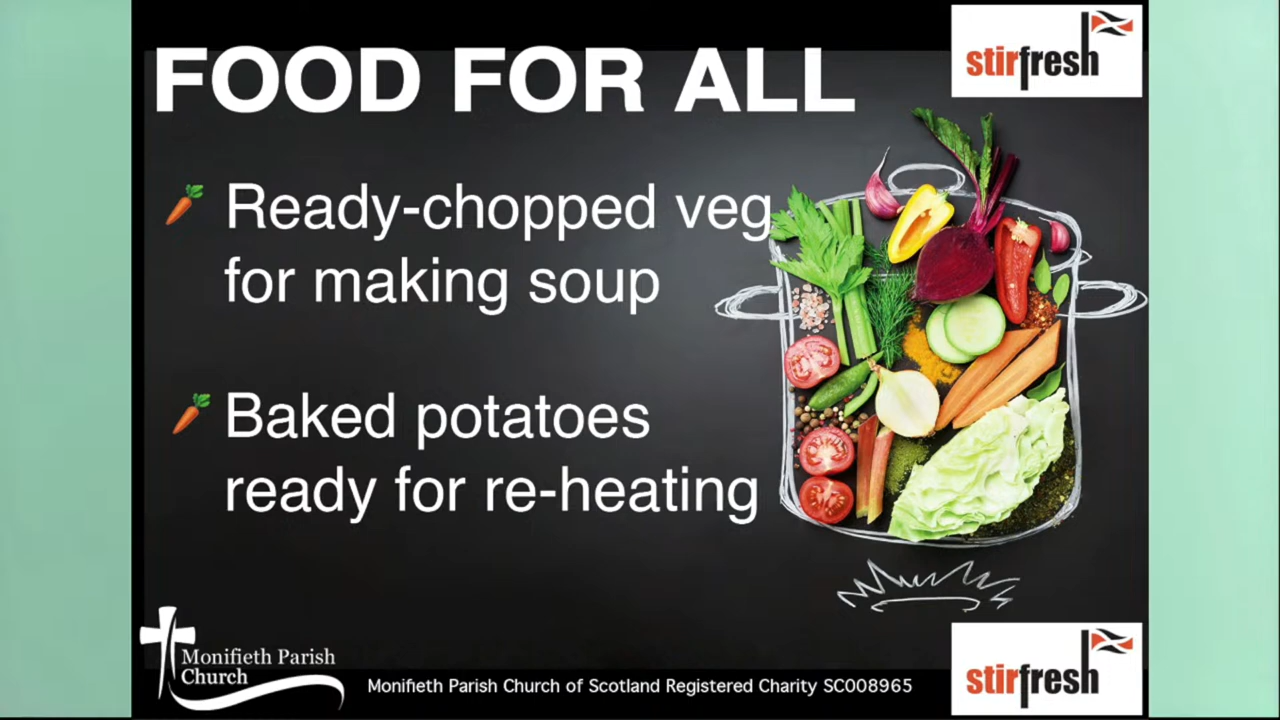 FOOD FOR ALL
stirfresh
Ready-chopped veg
for making soup
Baked potatoes
ready for re-heating
Monifieth Parish
Church
Monifieth Parish Church of Scotland Registered Charity SC008965
stirfresh